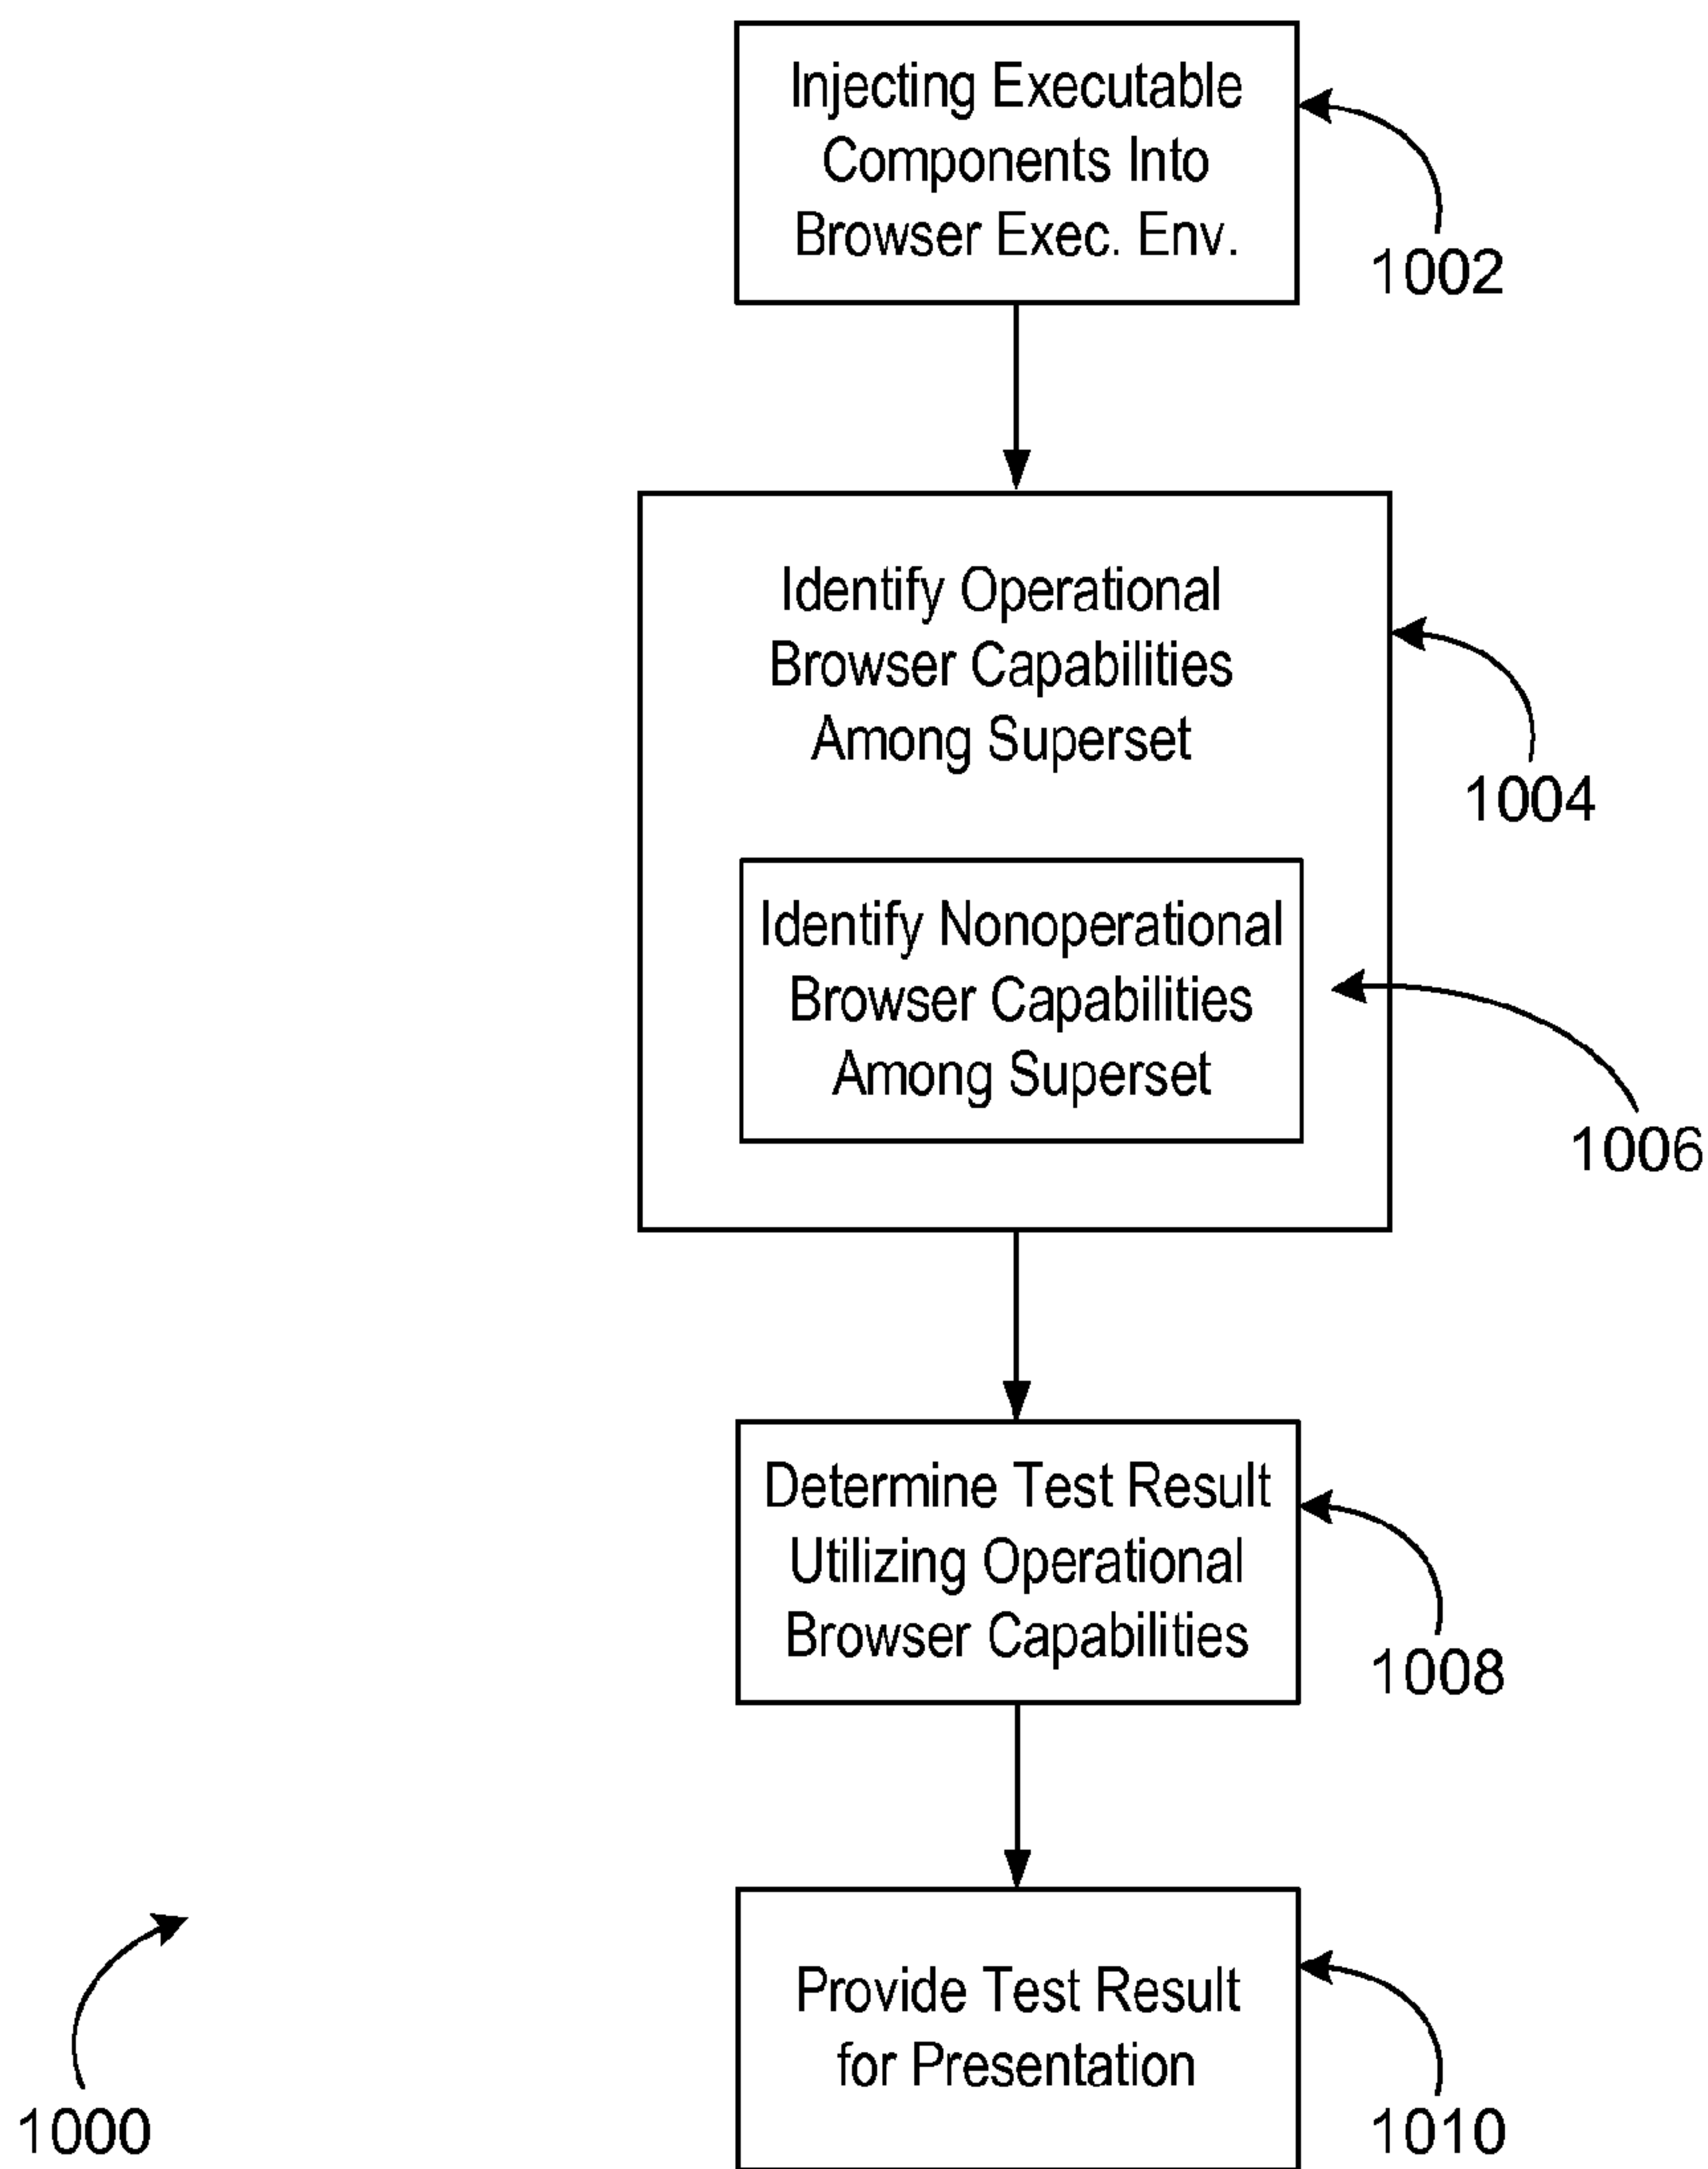 Injecting Executable
Components Into
Browser Exec. Env.
1002
Identify Operational
Browser Capabilities
Among Superset
1004
Identify Nonoperational
Browser Capabilities
Among Superset
1006
Determine Test Result
Utilizing Operational
Browser Capabilities
1008
Provide Test Result
for Presentation
1010
1000